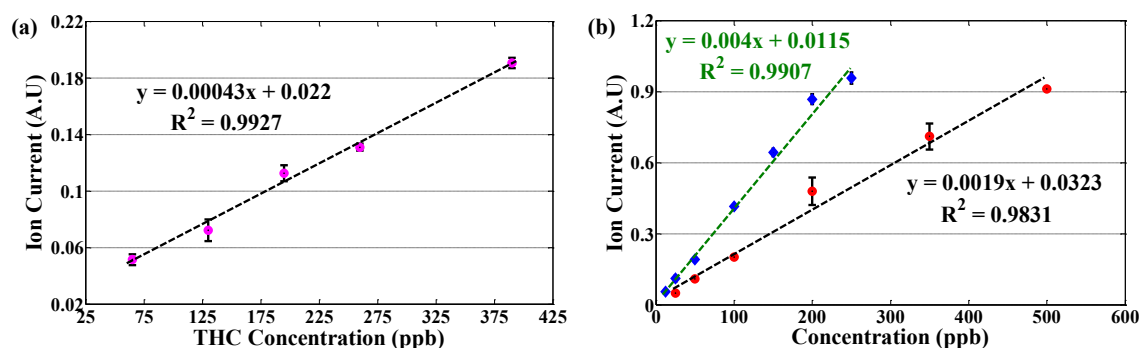 (a)
0.22
0.18
0.14
0.1
0.06
0.02
Ion Current (A.U)
y = 0.00043x + 0.022
R² = 0.9927
25 75 125 175 225 275 325 375 425
THC Concentration (ppb)
(b)
1.2
0.9
0.6
0.3
0
Ion Current (A.U)
y = 0.004x + 0.0115
R² = 0.9907
y = 0.0019x + 0.0323
R² = 0.9831
0 100 200 300 400 500 600
Concentration (ppb)